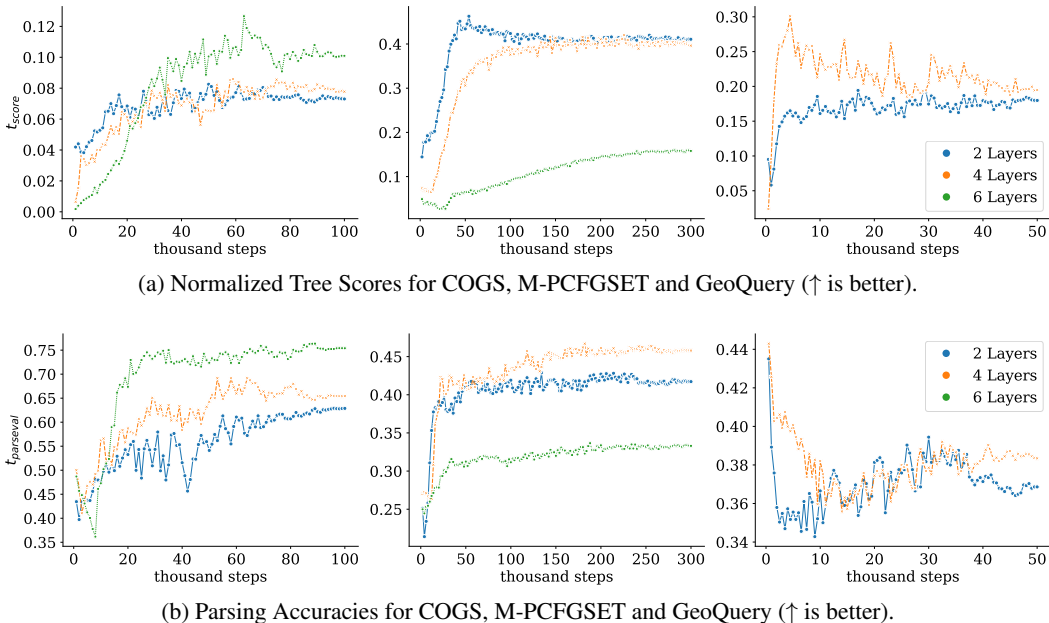 t_score
0.12
0.10
0.08
0.06
0.04
0.02
0.00
0 20 40 60 80 100
thousand steps
0.4
0.3
0.2
0.1
0 50 100 150 200 250 300
thousand steps
0.30
0.25
0.20
0.15
0.10
0.05
2 Layers
4 Layers
6 Layers
0 10 20 30 40 50
thousand steps
(a) Normalized Tree Scores for COGS, M-PCFGSET and GeoQuery (↑ is better).
t_parseval
0.75
0.70
0.65
0.60
0.55
0.50
0.45
0.40
0.35
0 20 40 60 80 100
thousand steps
0.45
0.40
0.35
0.30
0.25
0 50 100 150 200 250 300
thousand steps
0.44
0.42
0.40
0.38
0.36
0.34
2 Layers
4 Layers
6 Layers
0 10 20 30 40 50
thousand steps
(b) Parsing Accuracies for COGS, M-PCFGSET and GeoQuery (↑ is better).